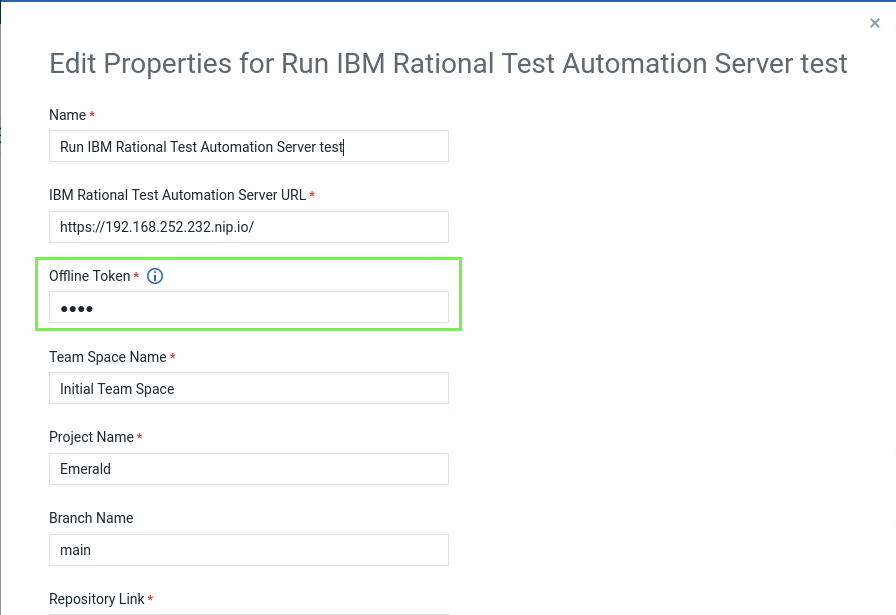 Edit Properties for Run IBM Rational Test Automation Server test
Name *
Run IBM Rational Test Automation Server test
IBM Rational Test Automation Server URL *
https://192.168.252.232.nip.io/
Offline Token *
●●●●
Team Space Name *
Initial Team Space
Project Name *
Emerald
Branch Name
main
Repository Link *